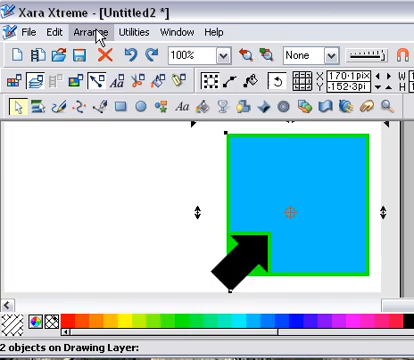 Xara Xtreme - [Untitled2 *]
File Edit Arrange Utilities Window Help
100% None X 170.1pix W
Y -152.3pi H
2 objects on Drawing Layer: